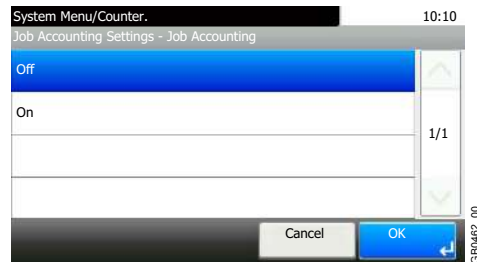 System Menu/Counter.
10:10
Job Accounting Settings - Job Accounting
Off
On
1/1
Cancel
OK
GB0462_00